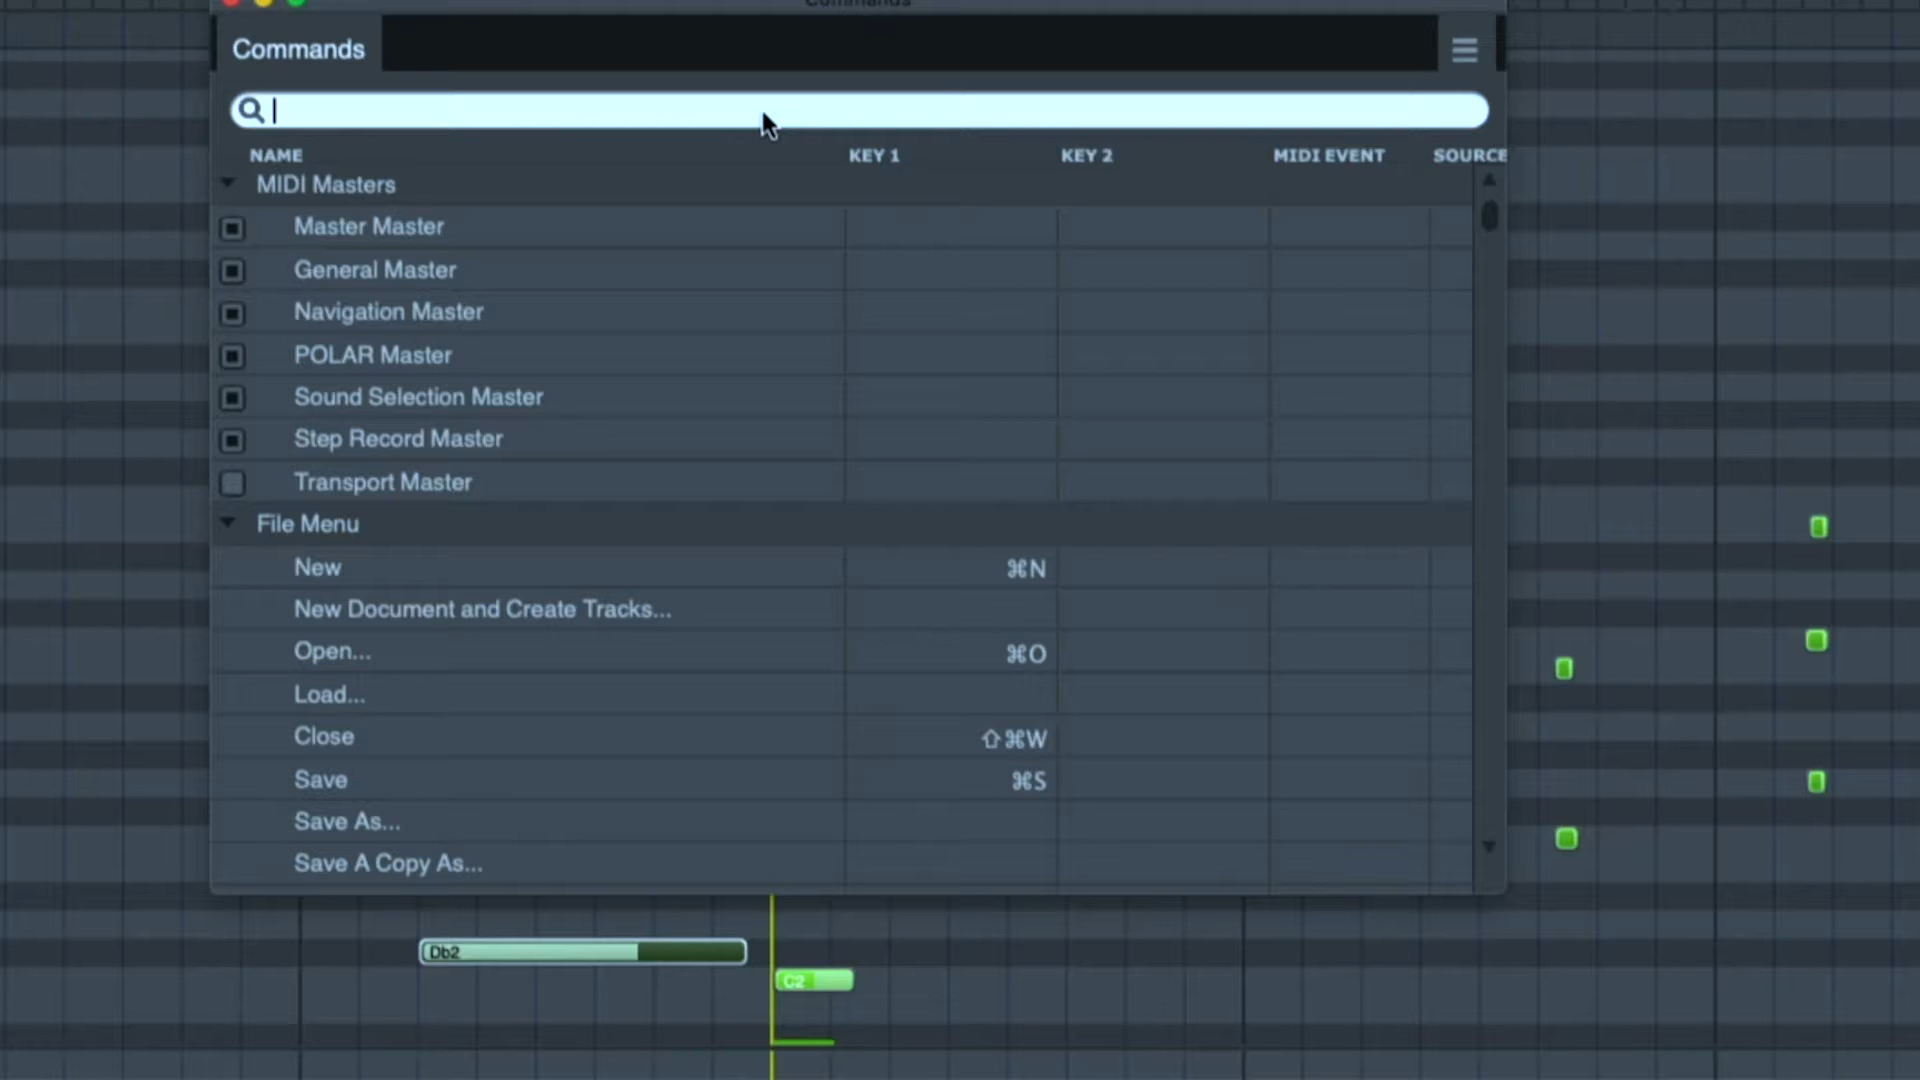 Commands
Commands
NAME KEY 1 KEY 2 MIDI EVENT SOURCE
MIDI Masters
Master Master
General Master
Navigation Master
POLAR Master
Sound Selection Master
Step Record Master
Transport Master
File Menu
New ⌘N
New Document and Create Tracks...
Open... ⌘O
Load...
Close ⇧⌘W
Save ⌘S
Save As...
Save A Copy As...
Db2
C2